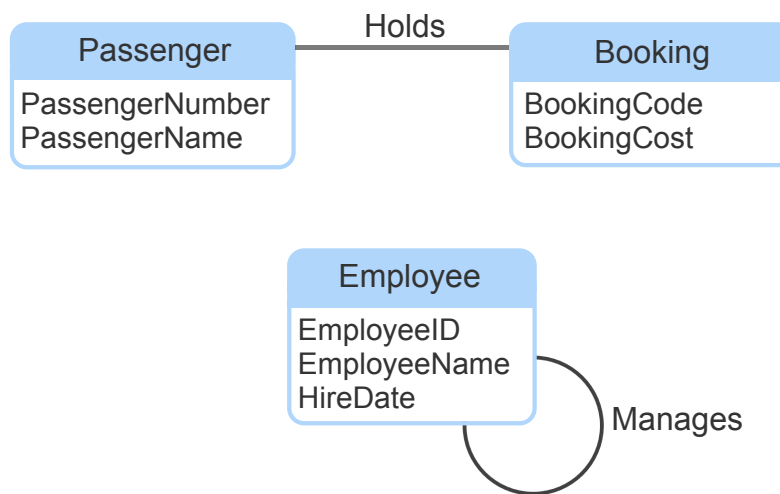 Holds
Passenger
Booking
PassengerNumber
PassengerName
BookingCode
BookingCost
Employee
EmployeeID
EmployeeName
HireDate
Manages